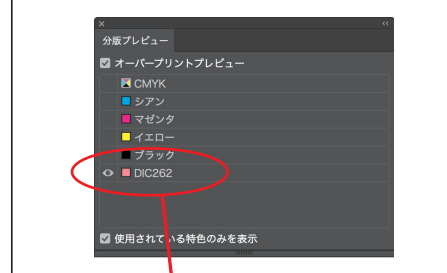 分版プレビュー
オーバープリントプレビュー
CMYK
シアン
マゼンタ
イエロー
ブラック
DIC262
使用されている特色のみを表示